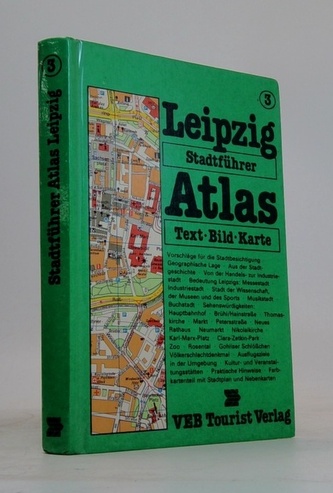 3
Stadtführer Atlas Leipzig
3
Leipzig
Stadtführer
Atlas
Text·Bild·Karte
Vorschläge für die Stadtbesichtigung
Geographische Lage · Aus der Stadt-
geschichte · Von der Handels- zur Industrie-
stadt · Bedeutung Leipzigs: Messestadt
Industriestadt · Stadt der Wissenschaft,
der Museen und des Sports · Musikstadt
Buchstadt · Sehenswürdigkeiten:
Hauptbahnhof · Brühl/Hainstraße · Thomas-
kirche · Markt · Petersstraße · Neues
Rathaus · Neumarkt · Nikolaikirche
Karl-Marx-Platz · Clara-Zetkin-Park
Zoo · Rosental · Gohliser Schlößchen
Völkerschlachtdenkmal · Ausflugsziele
in der Umgebung · Kultur- und Veranstal-
tungsstätten · Praktische Hinweise · Farb-
kartenteil mit Stadtplan und Nebenkarten
VEB Tourist Verlag